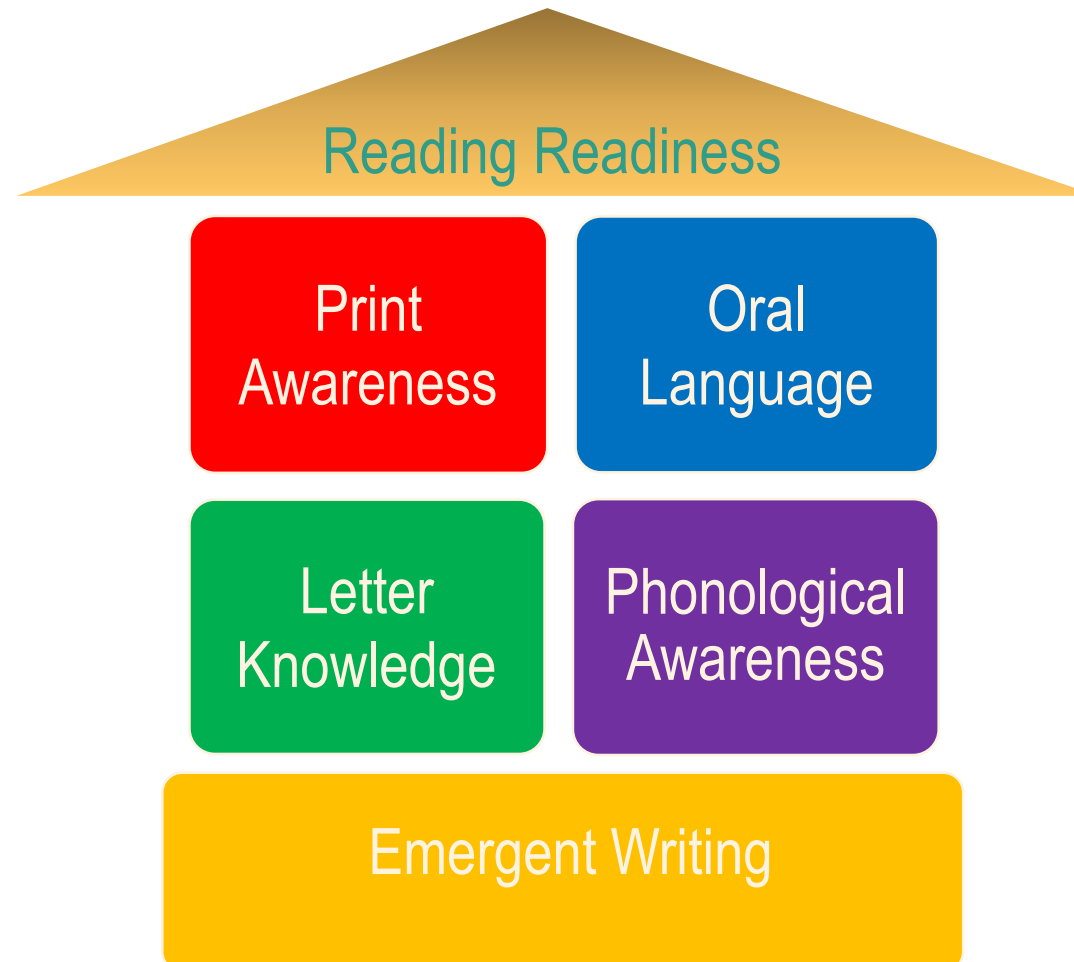 Reading Readiness
Print
Awareness
Oral
Language
Letter
Knowledge
Phonological
Awareness
Emergent Writing